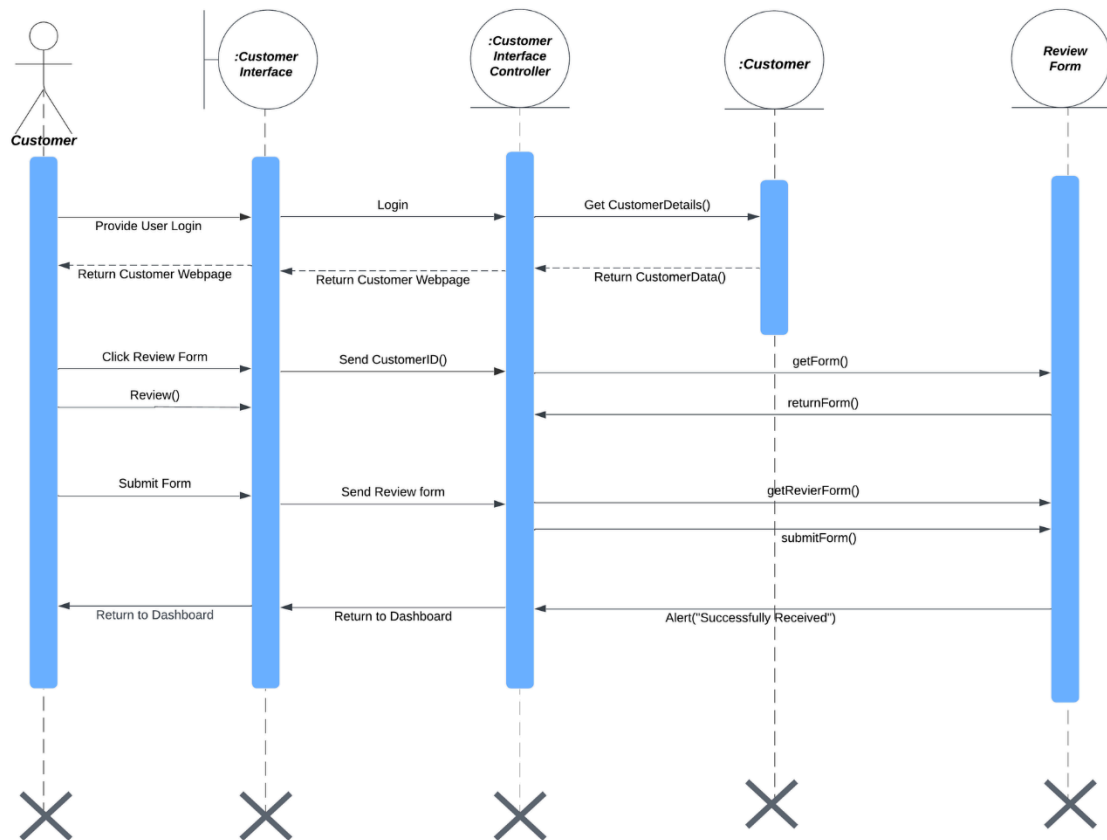 :Customer
Interface
:Customer
Interface
Controller
:Customer
Review
Form
Customer
Provide User Login
Login
Get CustomerDetails()
Return Customer Webpage
Return Customer Webpage
Return CustomerData()
Click Review Form
Send CustomerID()
getForm()
Review()
returnForm()
Submit Form
Send Review form
getRevierForm()
submitForm()
Return to Dashboard
Return to Dashboard
Alert("Successfully Received")